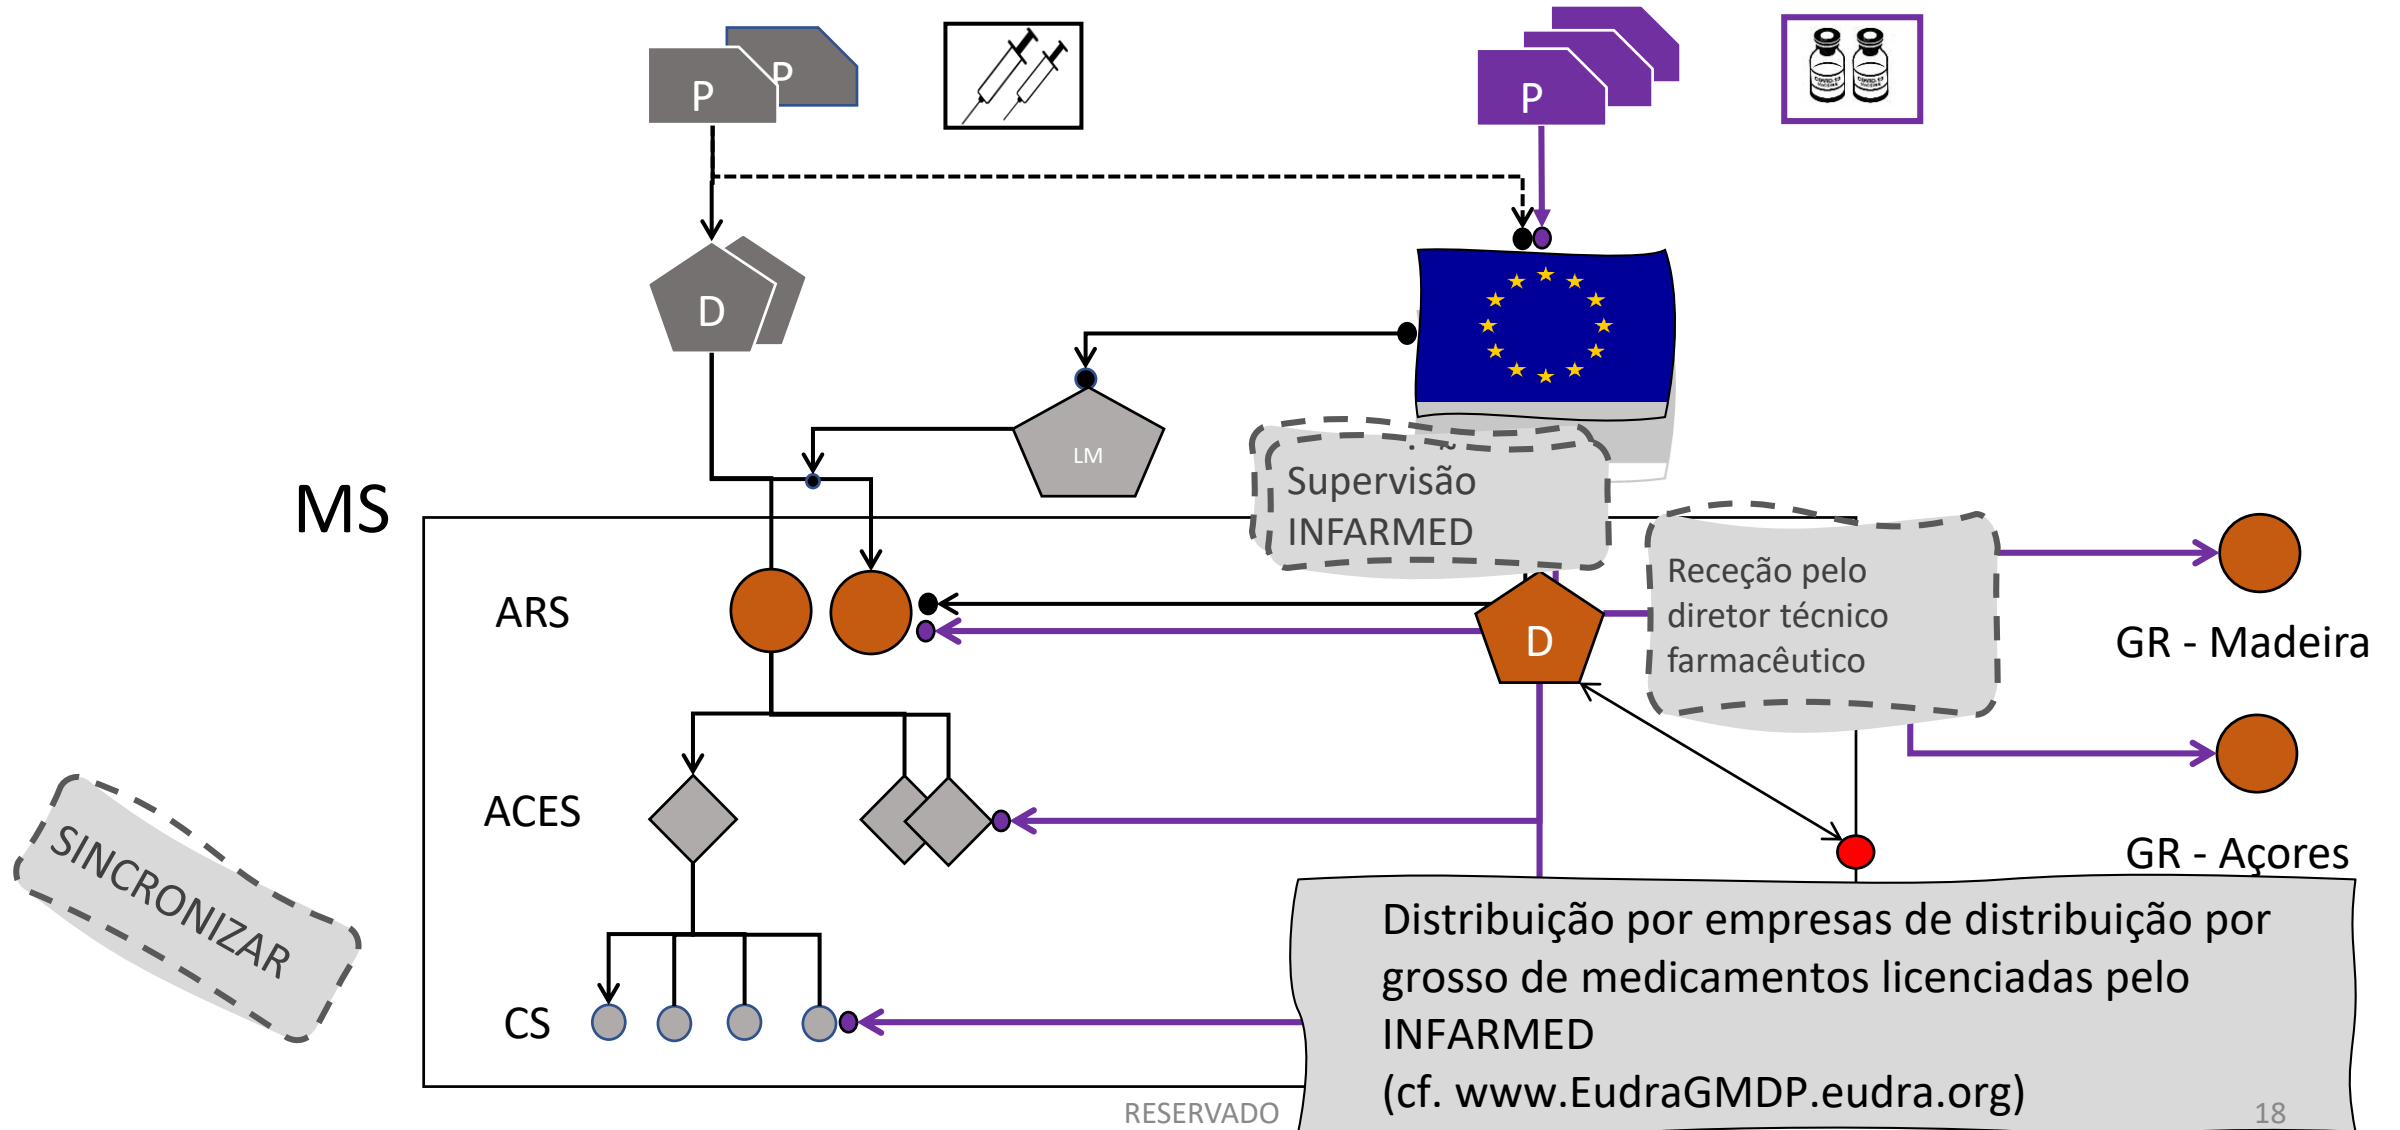 P
P
P
D
LM
MS
Supervisão
INFARMED
Receção pelo
diretor técnico
farmacêutico
ARS
D
GR - Madeira
ACES
SINCRONIZAR
GR - Açores
CS
Distribuição por empresas de distribuição por
grosso de medicamentos licenciadas pelo
INFARMED
(cf. www.EudraGMDP.eudra.org)
RESERVADO
18